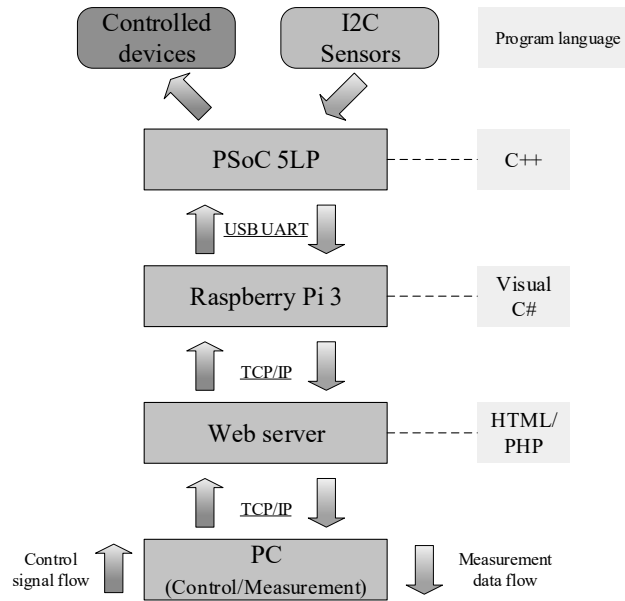 Controlled
devices
I2C
Sensors
Program language
PSoC 5LP
C++
USB UART
Raspberry Pi 3
Visual
C#
TCP/IP
Web server
HTML/
PHP
TCP/IP
Control
signal flow
PC
(Control/Measurement)
Measurement
data flow